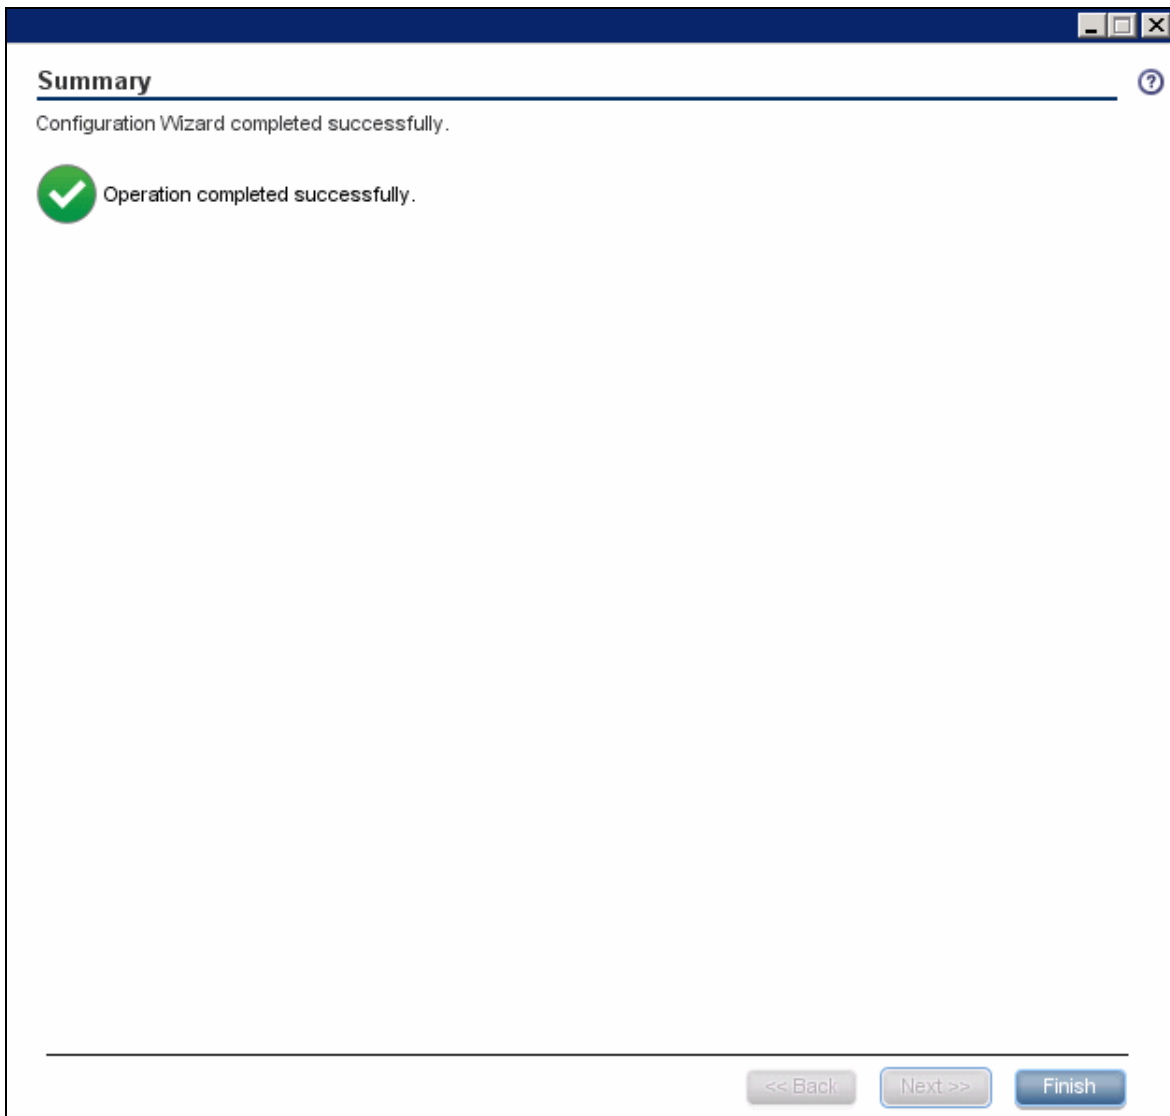 Summary
?
Configuration Wizard completed successfully.
Operation completed successfully.
<< Back Next >> Finish